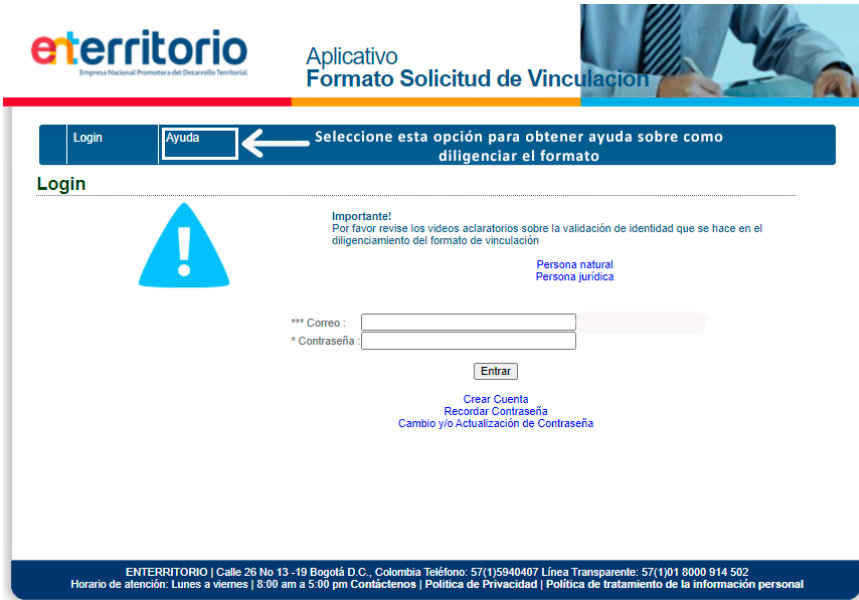 enterritorio
Empresa Nacional Promotora del Desarrollo Territorial
Aplicativo
Formato Solicitud de Vinculación
Login
Ayuda
Seleccione esta opción para obtener ayuda sobre como
diligenciar el formato
Login
Importante!
Por favor revise los videos aclaratorios sobre la validación de identidad que se hace en el
diligenciamiento del formato de vinculación
Persona natural
Persona jurídica
*** Correo :
* Contraseña :
Entrar
Crear Cuenta
Recordar Contraseña
Cambio y/o Actualización de Contraseña
ENTERRITORIO | Calle 26 No 13 -19 Bogotá D.C., Colombia Teléfono: 57(1)5940407 Línea Transparente: 57(1)01 8000 914 502
Horario de atención: Lunes a viernes | 8:00 am a 5:00 pm Contáctenos | Politica de Privacidad | Política de tratamiento de la información personal